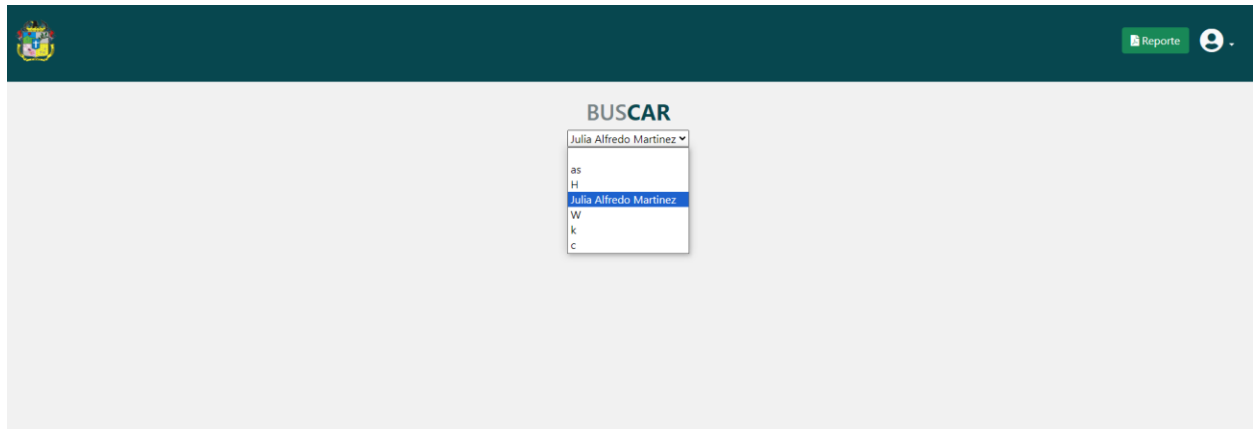 Reporte
BUSCAR
Julia Alfredo Martinez
as
H
Julia Alfredo Martinez
W
k
c